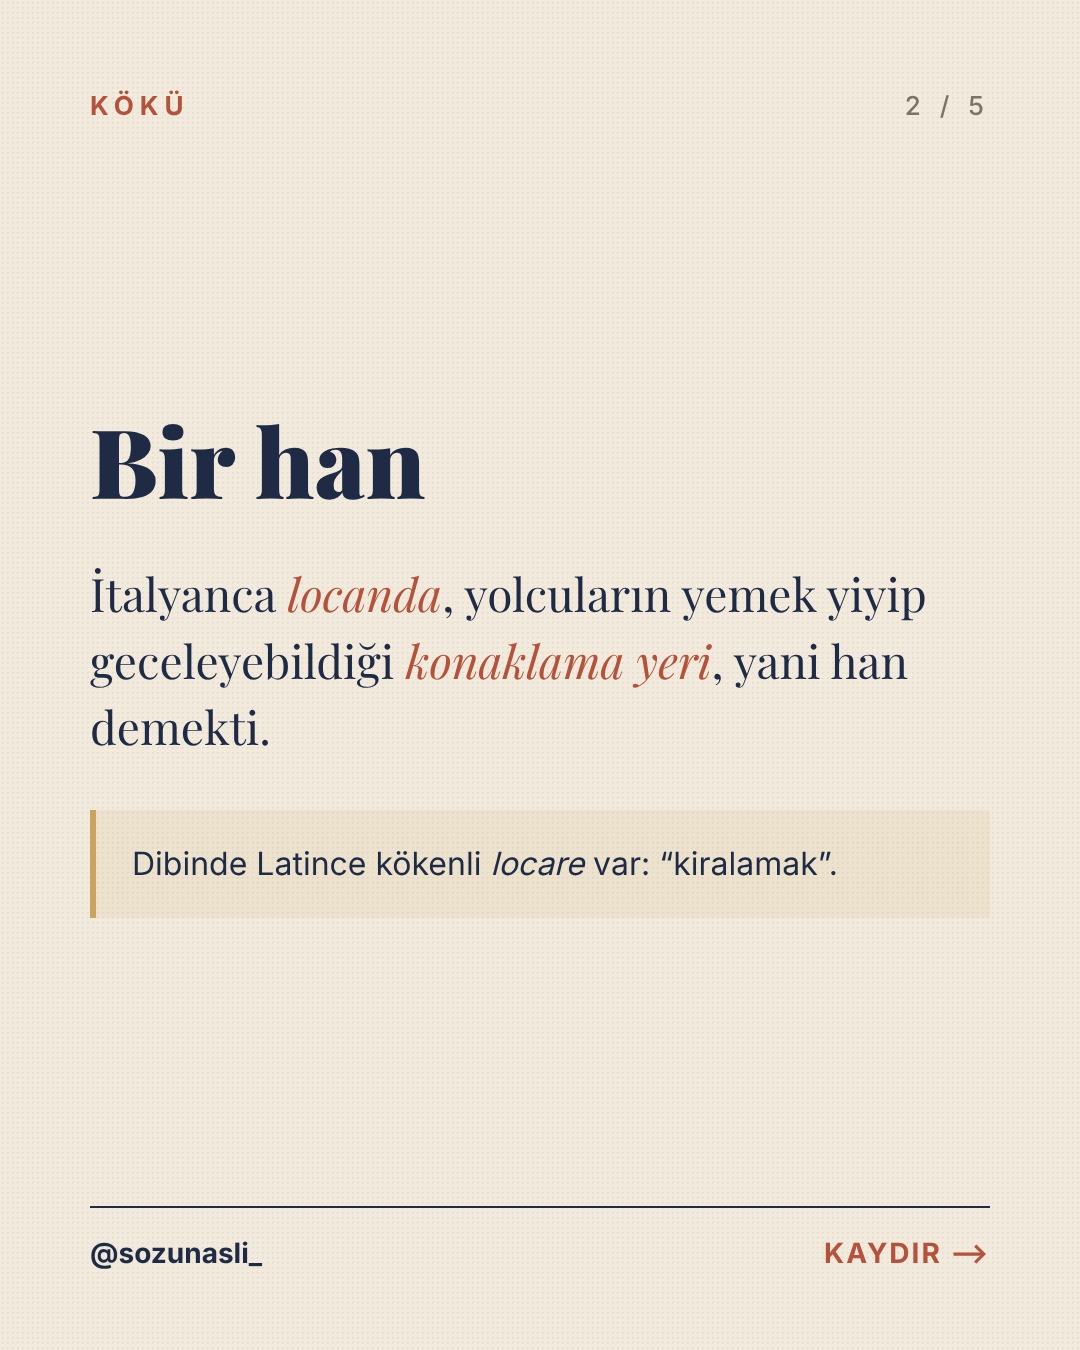 KÖKÜ
2 / 5
Bir han
İtalyanca locanda, yolcuların yemek yiyip
geceleyebildiği konaklama yeri, yani han
demekti.
Dibinde Latince kökenli locare var: “kiralamak”.
@sozunasli_
KAYDIR →